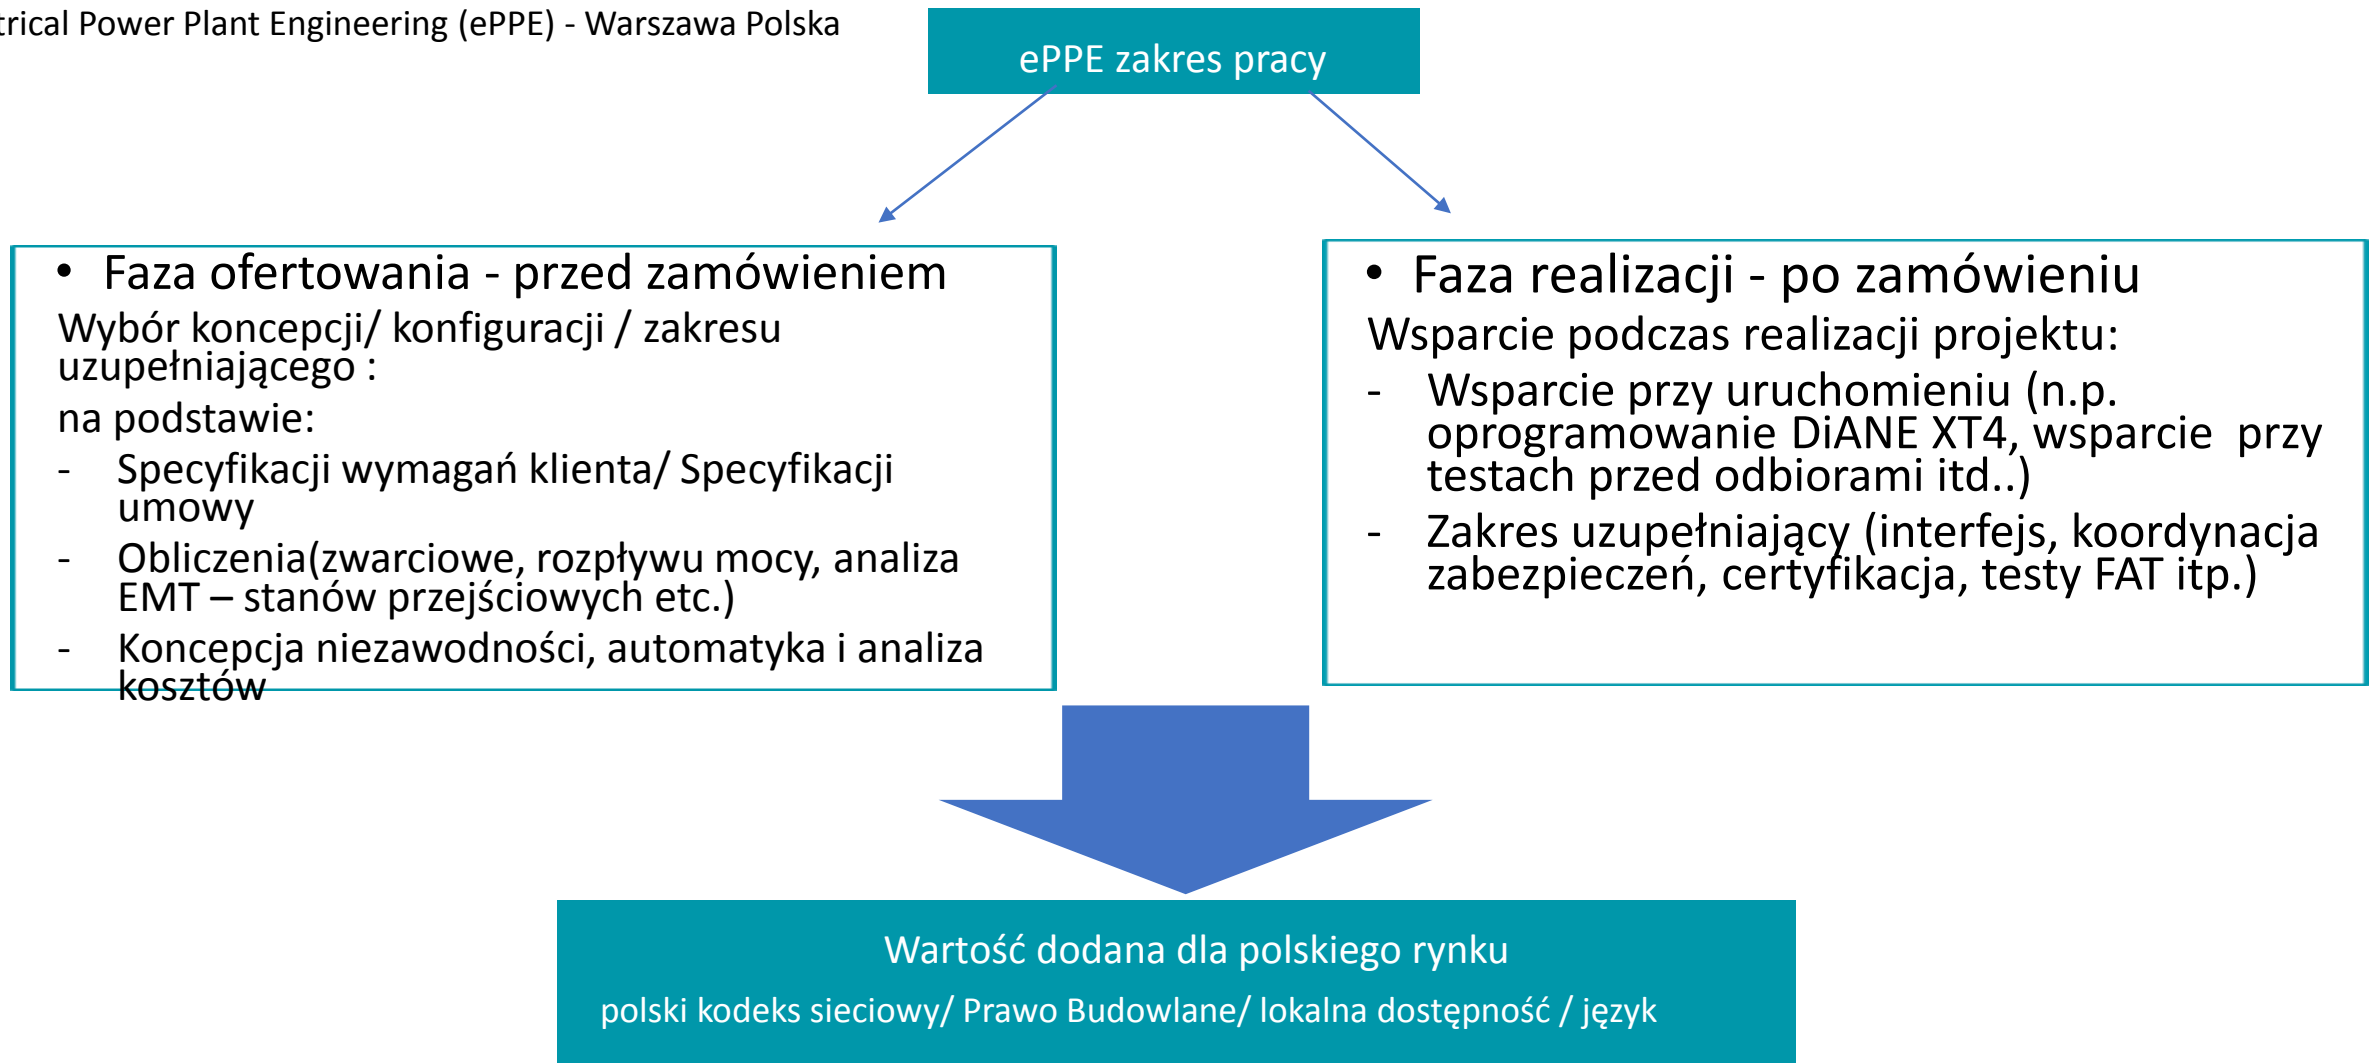 trical Power Plant Engineering (ePPE) - Warszawa Polska
ePPE zakres pracy
• Faza ofertowania - przed zamówieniem
Wybór koncepcji/ konfiguracji / zakresu
uzupełniającego :
na podstawie:
- Specyfikacji wymagań klienta/ Specyfikacji
umowy
- Obliczenia(zwarciowe, rozpływu mocy, analiza
EMT – stanów przejściowych etc.)
- Koncepcja niezawodności, automatyka i analiza
kosztów
• Faza realizacji - po zamówieniu
Wsparcie podczas realizacji projektu:
- Wsparcie przy uruchomieniu (n.p.
oprogramowanie DiANE XT4, wsparcie przy
testach przed odbiorami itd..)
- Zakres uzupełniający (interfejs, koordynacja
zabezpieczeń, certyfikacja, testy FAT itp.)
Wartość dodana dla polskiego rynku
polski kodeks sieciowy/ Prawo Budowlane/ lokalna dostępność / język